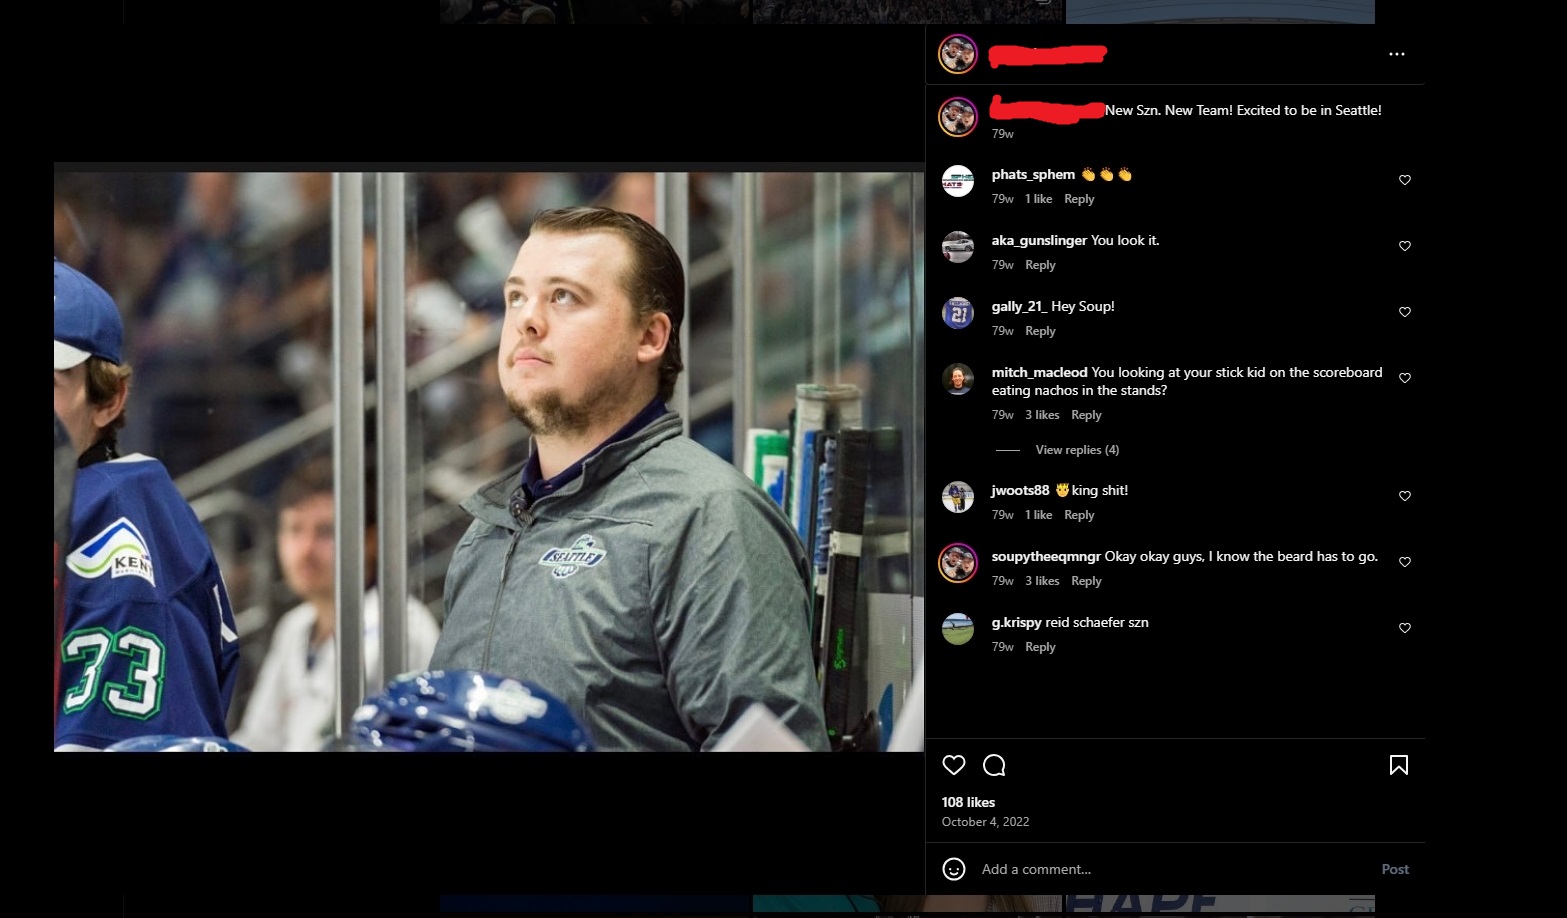 New Szn. New Team! Excited to be in Seattle!
79w
phats_sphem 👏👏👏
79w 1 like Reply
aka_gunslinger You look it.
79w Reply
gally_21_ Hey Soup!
79w Reply
mitch_macleod You looking at your stick kid on the scoreboard
eating nachos in the stands?
79w 3 likes Reply
View replies (4)
jwoots88 🤴king shit!
79w 1 like Reply
soupytheeqmngr Okay okay guys, I know the beard has to go.
79w 3 likes Reply
g.krispy reid schaefer szn
79w Reply
108 likes
October 4, 2022
Add a comment... Post
SEATTLE
KENT
33
21